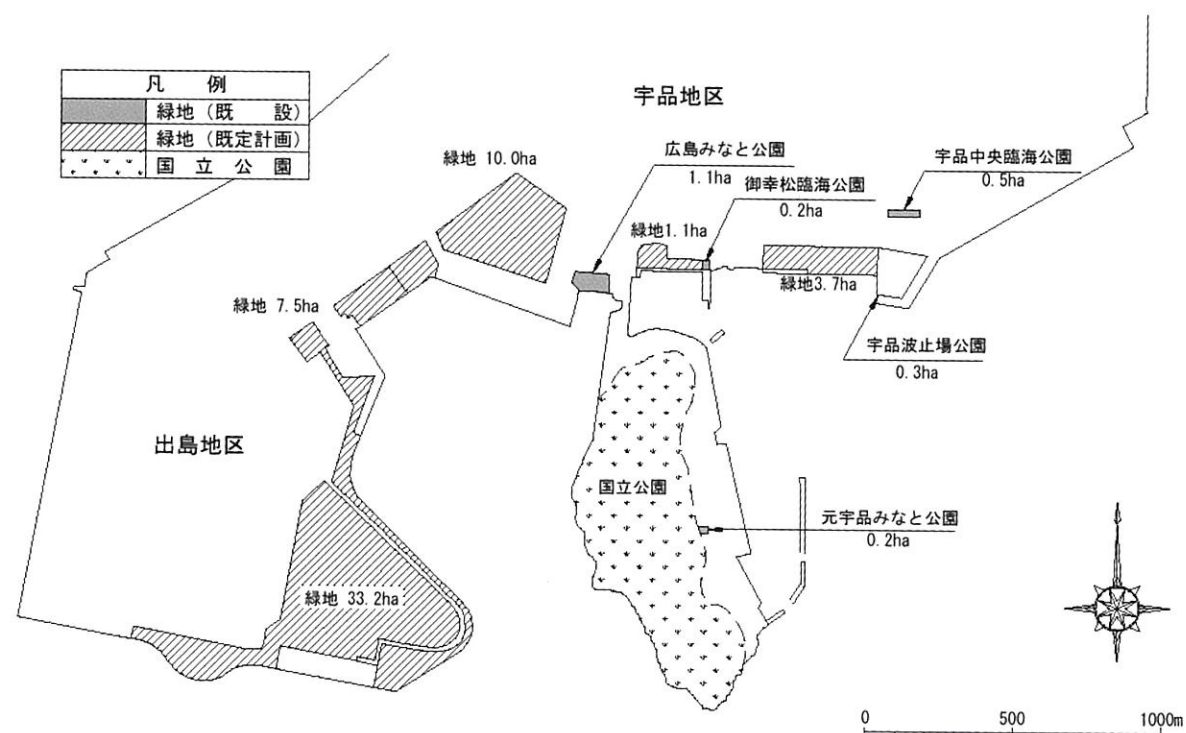 凡 例
緑地(既 設)
緑地(既定計画)
国 立 公 園
宇品地区
緑地 10.0ha
広島みなと公園
1.1ha
御幸松臨海公園
0.2ha
宇品中央臨海公園
0.5ha
緑地1.1ha
緑地3.7ha
緑地 7.5ha
宇品波止場公園
0.3ha
出島地区
国立公園
元宇品みなと公園
0.2ha
緑地 33.2ha
0 500 1000m